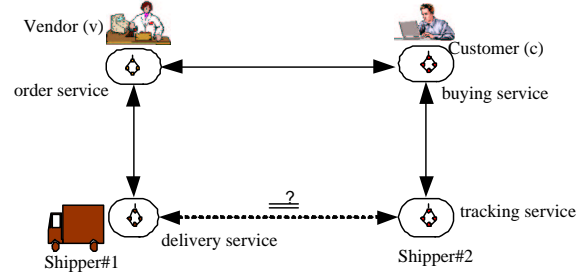 Vendor (v)
Customer (c)
order service
buying service
?
tracking service
delivery service
Shipper#1
Shipper#2